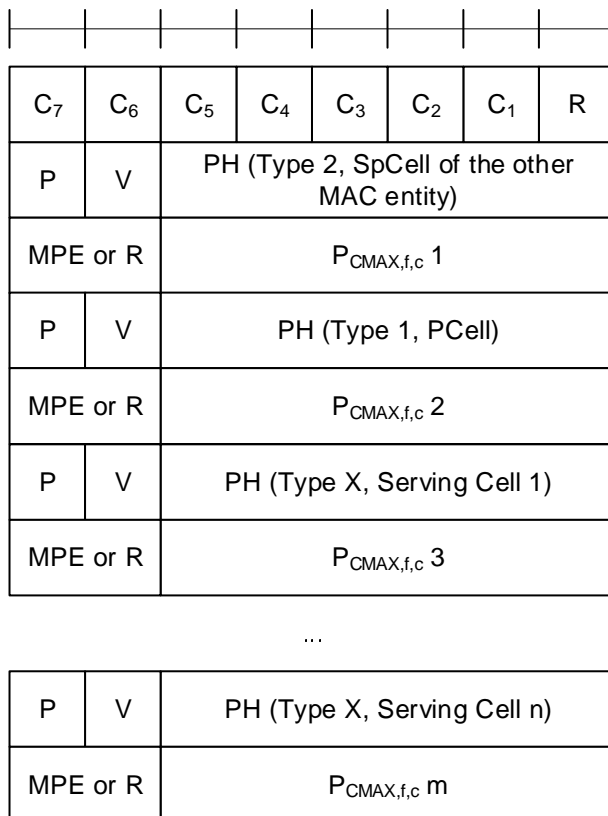 C7 C6 C5 C4 C3 C2 C1 R
P V PH (Type 2, SpCell of the other
MAC entity)
MPE or R PCMAX,f,c 1
P V PH (Type 1, PCell)
MPE or R PCMAX,f,c 2
P V PH (Type X, Serving Cell 1)
MPE or R PCMAX,f,c 3
...
P V PH (Type X, Serving Cell n)
MPE or R PCMAX,f,c m